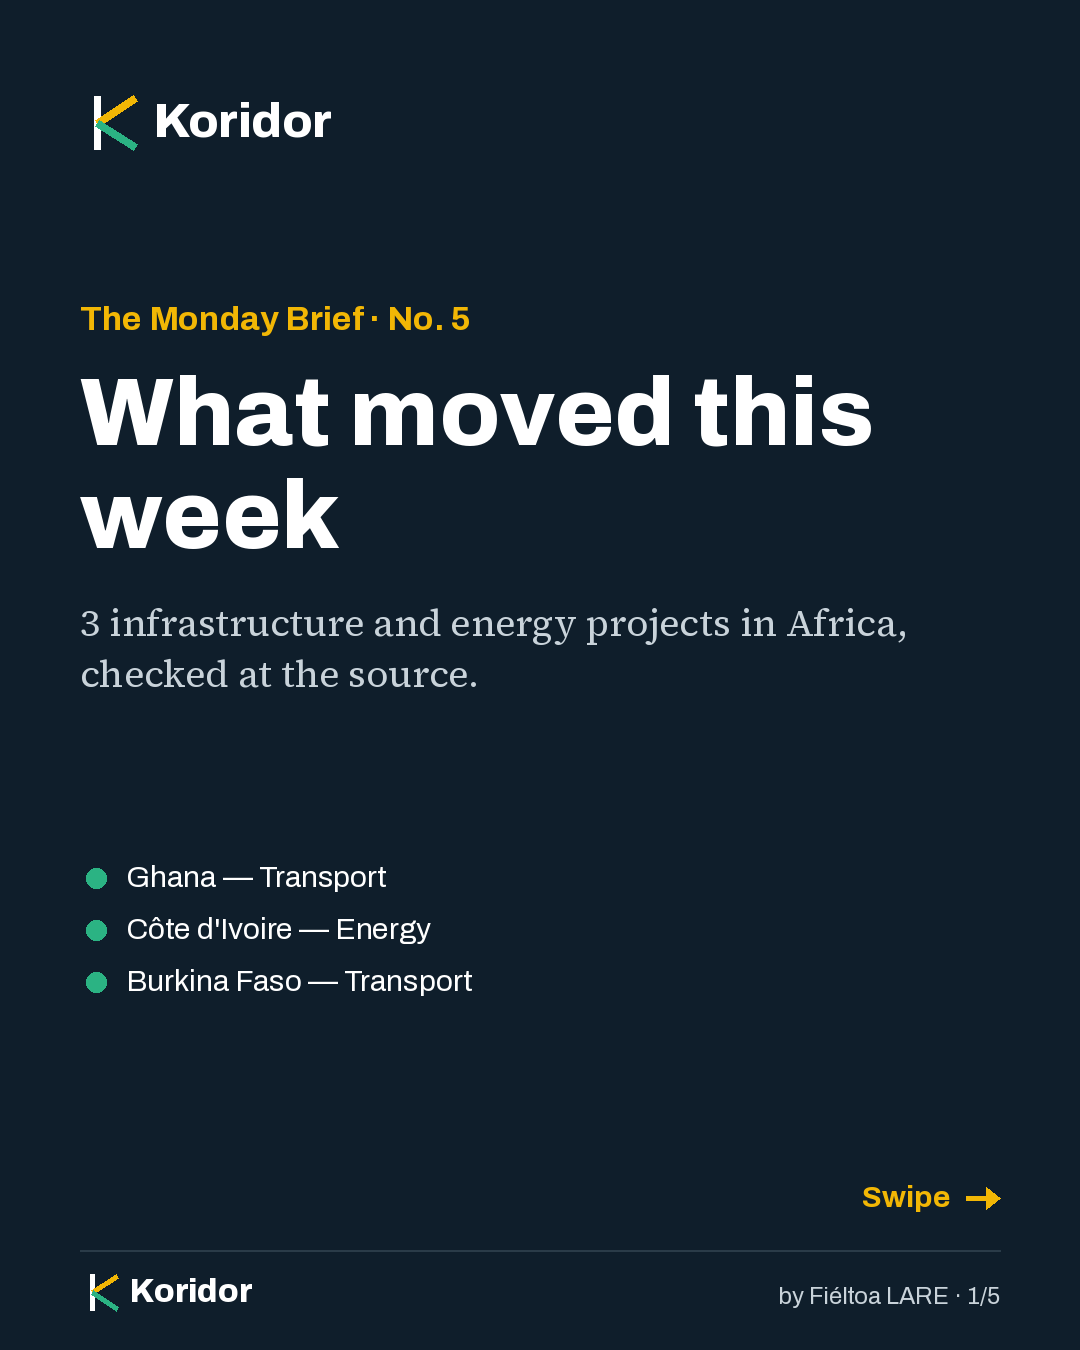 Koridor
The Monday Brief · No. 5
What moved this
week
3 infrastructure and energy projects in Africa,
checked at the source.
Ghana — Transport
Côte d'Ivoire — Energy
Burkina Faso — Transport
Swipe
Koridor
by Fiéltoa LARE · 1/5